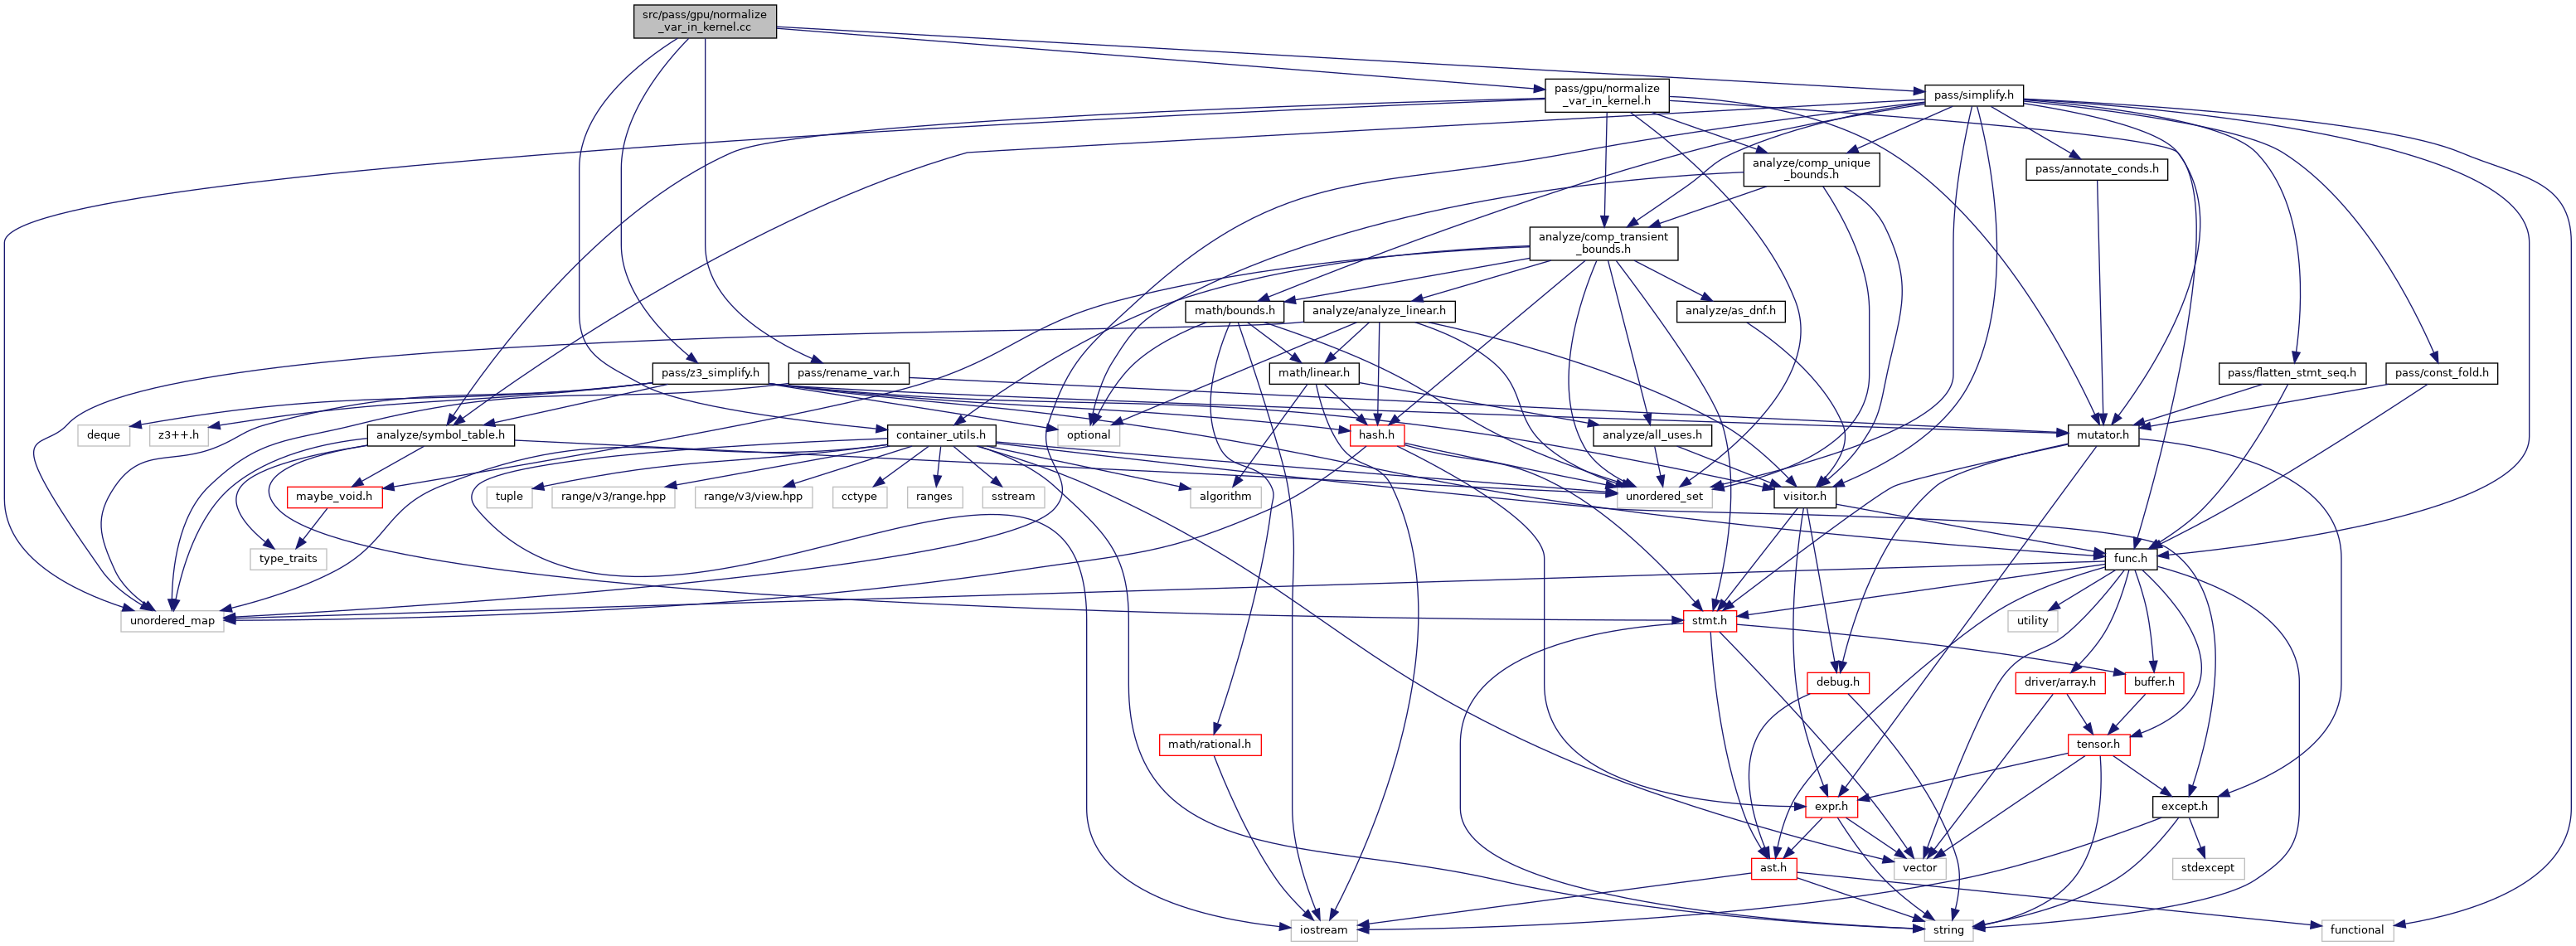 src/pass/gpu/normalize
_var_in_kernel.cc
pass/gpu/normalize
_var_in_kernel.h
pass/simplify.h
analyze/comp_unique
_bounds.h
pass/annotate_conds.h
analyze/comp_transient
_bounds.h
math/bounds.h
analyze/analyze_linear.h
analyze/as_dnf.h
pass/z3_simplify.h
pass/rename_var.h
math/linear.h
pass/flatten_stmt_seq.h
pass/const_fold.h
deque
z3++.h
analyze/symbol_table.h
container_utils.h
optional
hash.h
analyze/all_uses.h
mutator.h
maybe_void.h
tuple
range/v3/range.hpp
range/v3/view.hpp
cctype
ranges
sstream
algorithm
unordered_set
visitor.h
type_traits
func.h
unordered_map
stmt.h
utility
debug.h
driver/array.h
buffer.h
math/rational.h
tensor.h
expr.h
except.h
ast.h
vector
stdexcept
iostream
string
functional